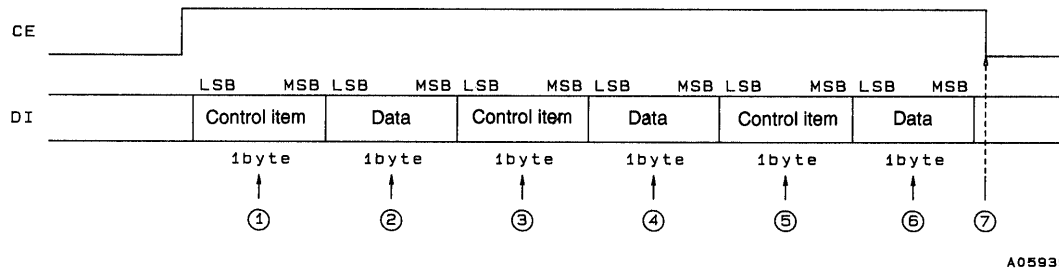 CE
LSB MSB LSB MSB LSB MSB LSB MSB LSB MSB LSB MSB
DI Control item Data Control item Data Control item Data
1byte 1byte 1byte 1byte 1byte 1byte
① ② ③ ④ ⑤ ⑥ ⑦
A0593